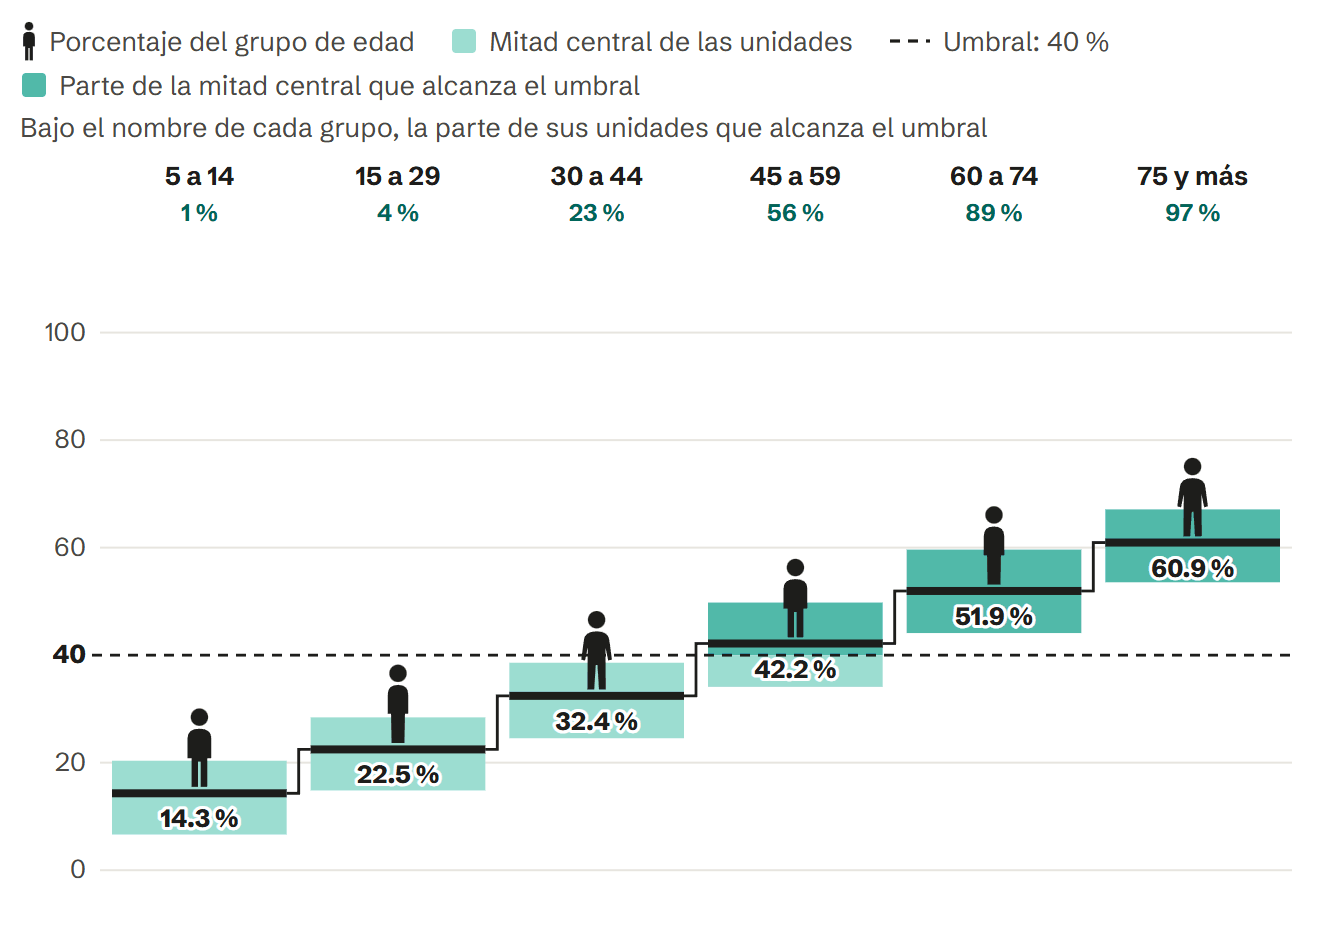 Porcentaje del grupo de edad Mitad central de las unidades Umbral: 40 %
Parte de la mitad central que alcanza el umbral
Bajo el nombre de cada grupo, la parte de sus unidades que alcanza el umbral
5 a 14 15 a 29 30 a 44 45 a 59 60 a 74 75 y más
1 % 4 % 23 % 56 % 89 % 97 %
100
80
60
60.9 %
51.9 %
40
42.2 %
32.4 %
20
22.5 %
14.3 %
0